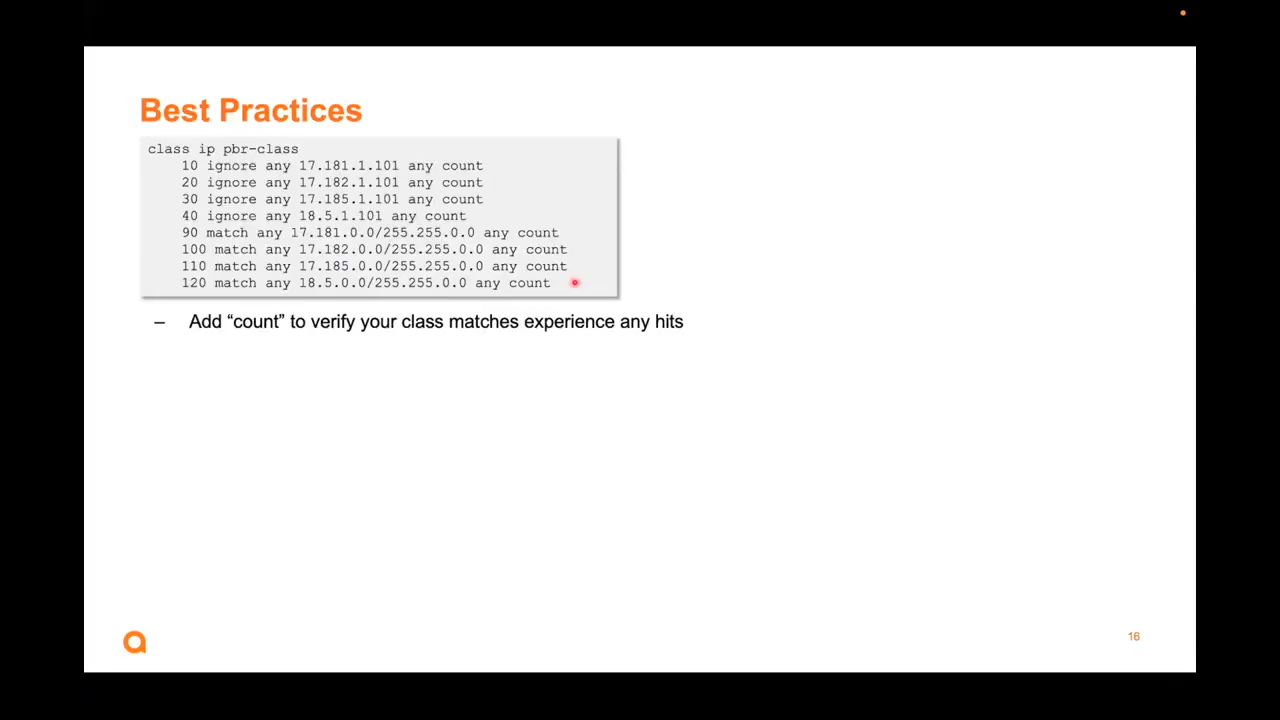 Best Practices
class ip pbr-class
10 ignore any 17.181.1.101 any count
20 ignore any 17.182.1.101 any count
30 ignore any 17.185.1.101 any count
40 ignore any 18.5.1.101 any count
90 match any 17.181.0.0/255.255.0.0 any count
100 match any 17.182.0.0/255.255.0.0 any count
110 match any 17.185.0.0/255.255.0.0 any count
120 match any 18.5.0.0/255.255.0.0 any count
– Add “count” to verify your class matches experience any hits
16